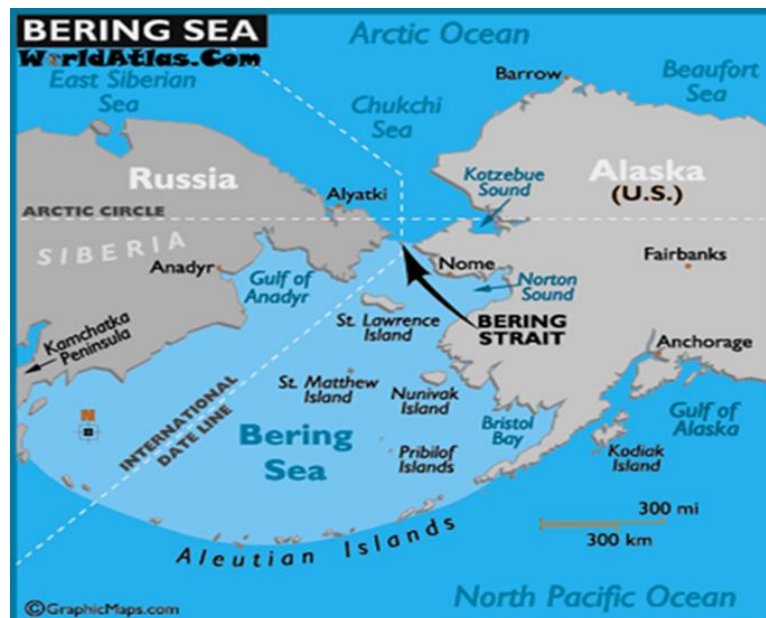 BERING SEA
WorldAtlas.Com
Arctic Ocean
East Siberian
Sea
Chukchi
Sea
Barrow
Beaufort
Sea
Russia
Alyatki
Kotzebue
Sound
Alaska
(U.S.)
ARCTIC CIRCLE
SIBERIA
Anadyr
Gulf of
Anadyr
Nome
Norton
Sound
Fairbanks
St. Lawrence
Island
BERING
STRAIT
Kamchatka
Peninsula
Anchorage
St. Matthew
Island
Nunivak
Island
INTERNATIONAL
DATE LINE
N
Bering
Sea
Pribilof
Islands
Bristol
Bay
Gulf of
Alaska
Kodiak
Island
300 mi
300 km
Aleutian Islands
North Pacific Ocean
©GraphicMaps.com